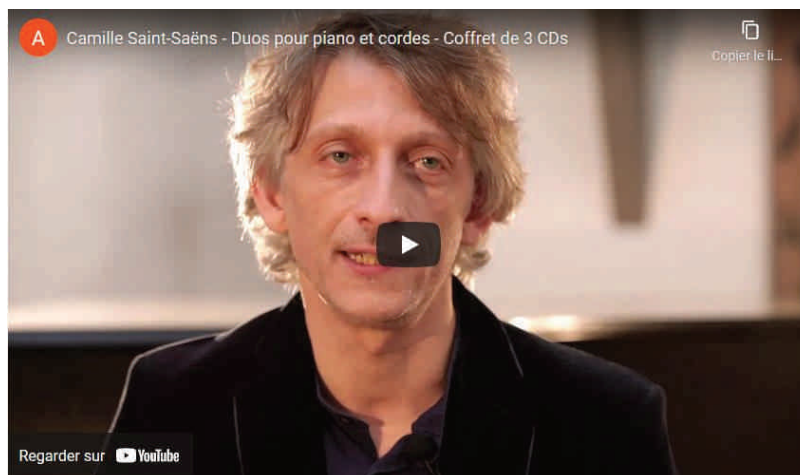 A
Camille Saint-Saëns - Duos pour piano et cordes - Coffret de 3 CDs
Copier le li...
Regarder sur YouTube